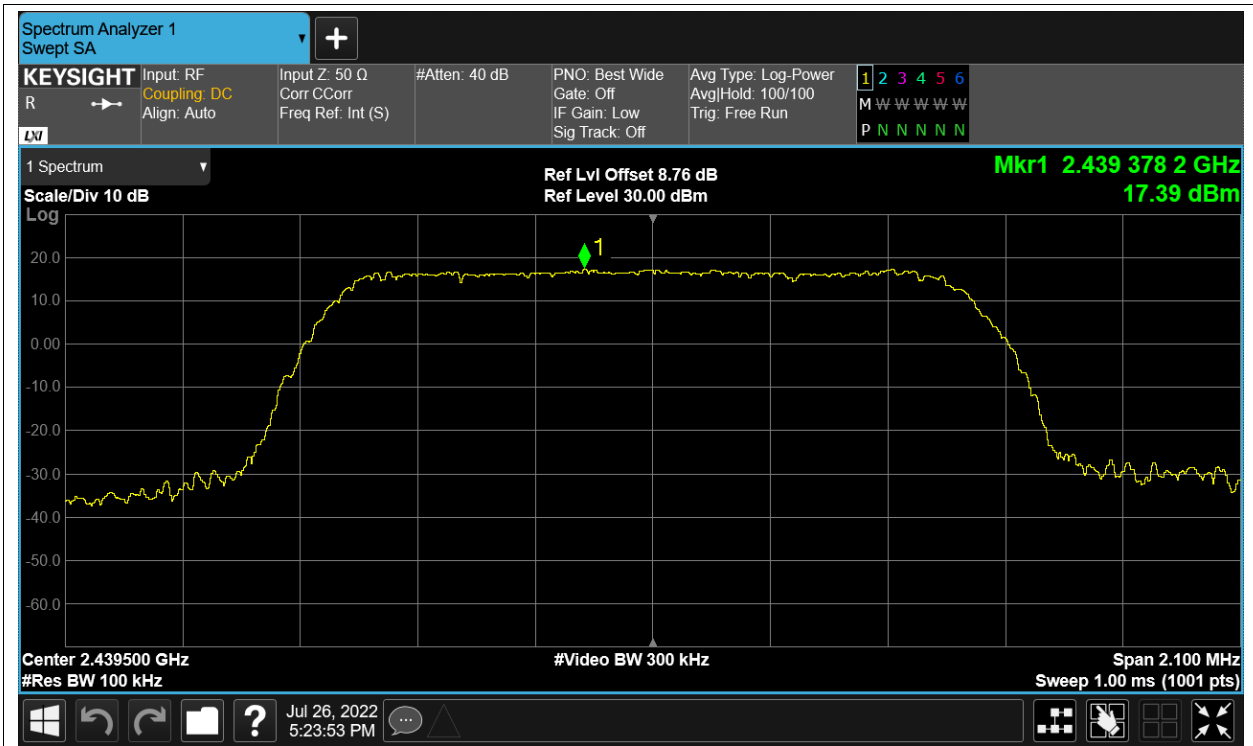 Spectrum Analyzer 1
Swept SA
+
KEYSIGHT
R
LXI
Input: RF
Coupling: DC
Align: Auto
Input Z: 50 Ω
Corr CCorr
Freq Ref: Int (S)
#Atten: 40 dB
PNO: Best Wide
Gate: Off
IF Gain: Low
Sig Track: Off
Avg Type: Log-Power
Avg|Hold: 100/100
Trig: Free Run
1 2 3 4 5 6
M W W W W W
P N N N N N
1 Spectrum
Scale/Div 10 dB
Log
Ref Lvl Offset 8.76 dB
Ref Level 30.00 dBm
Mkr1 2.439 378 2 GHz
17.39 dBm
1
20.0
10.0
0.00
-10.0
-20.0
-30.0
-40.0
-50.0
-60.0
Center 2.439500 GHz
#Video BW 300 kHz
Span 2.100 MHz
#Res BW 100 kHz
Sweep 1.00 ms (1001 pts)
?
Jul 26, 2022
5:23:53 PM